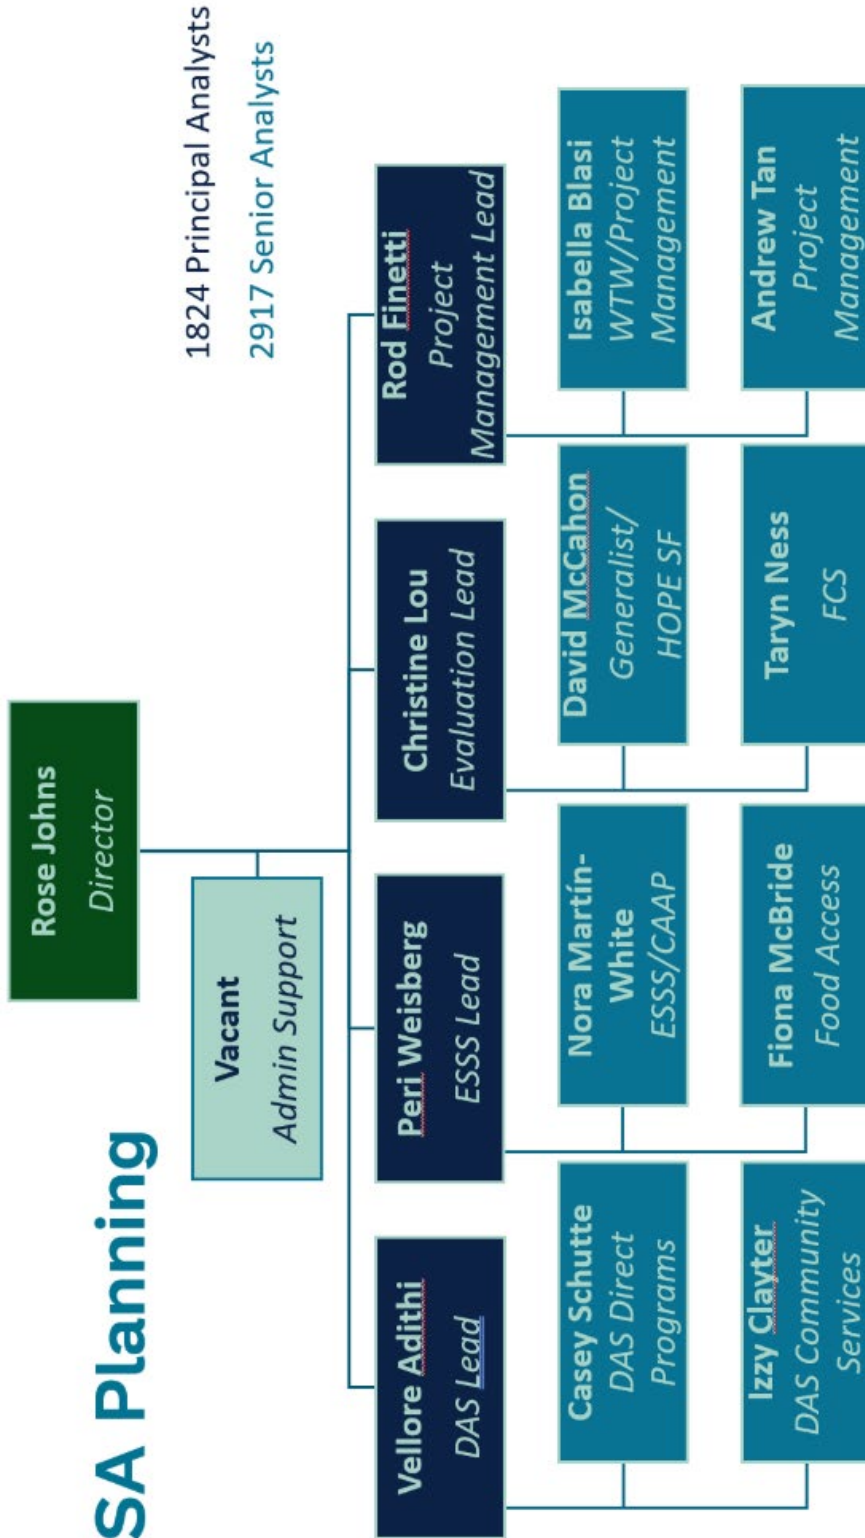 SA Planning
Rose Johns
Director
1824 Principal Analysts
2917 Senior Analysts
Vacant
Admin Support
Vellore Adithi
DAS Lead
Peri Weisberg
ESSS Lead
Christine Lou
Evaluation Lead
Rod Finetti
Project
Management Lead
Casey Schutte
DAS Direct
Programs
Nora Martín-
White
ESSS/CAAP
David McCahon
Generalist/
HOPE SF
Isabella Blasi
WTW/Project
Management
Izzy Clayter
DAS Community
Services
Fiona McBride
Food Access
Taryn Ness
FCS
Andrew Tan
Project
Management